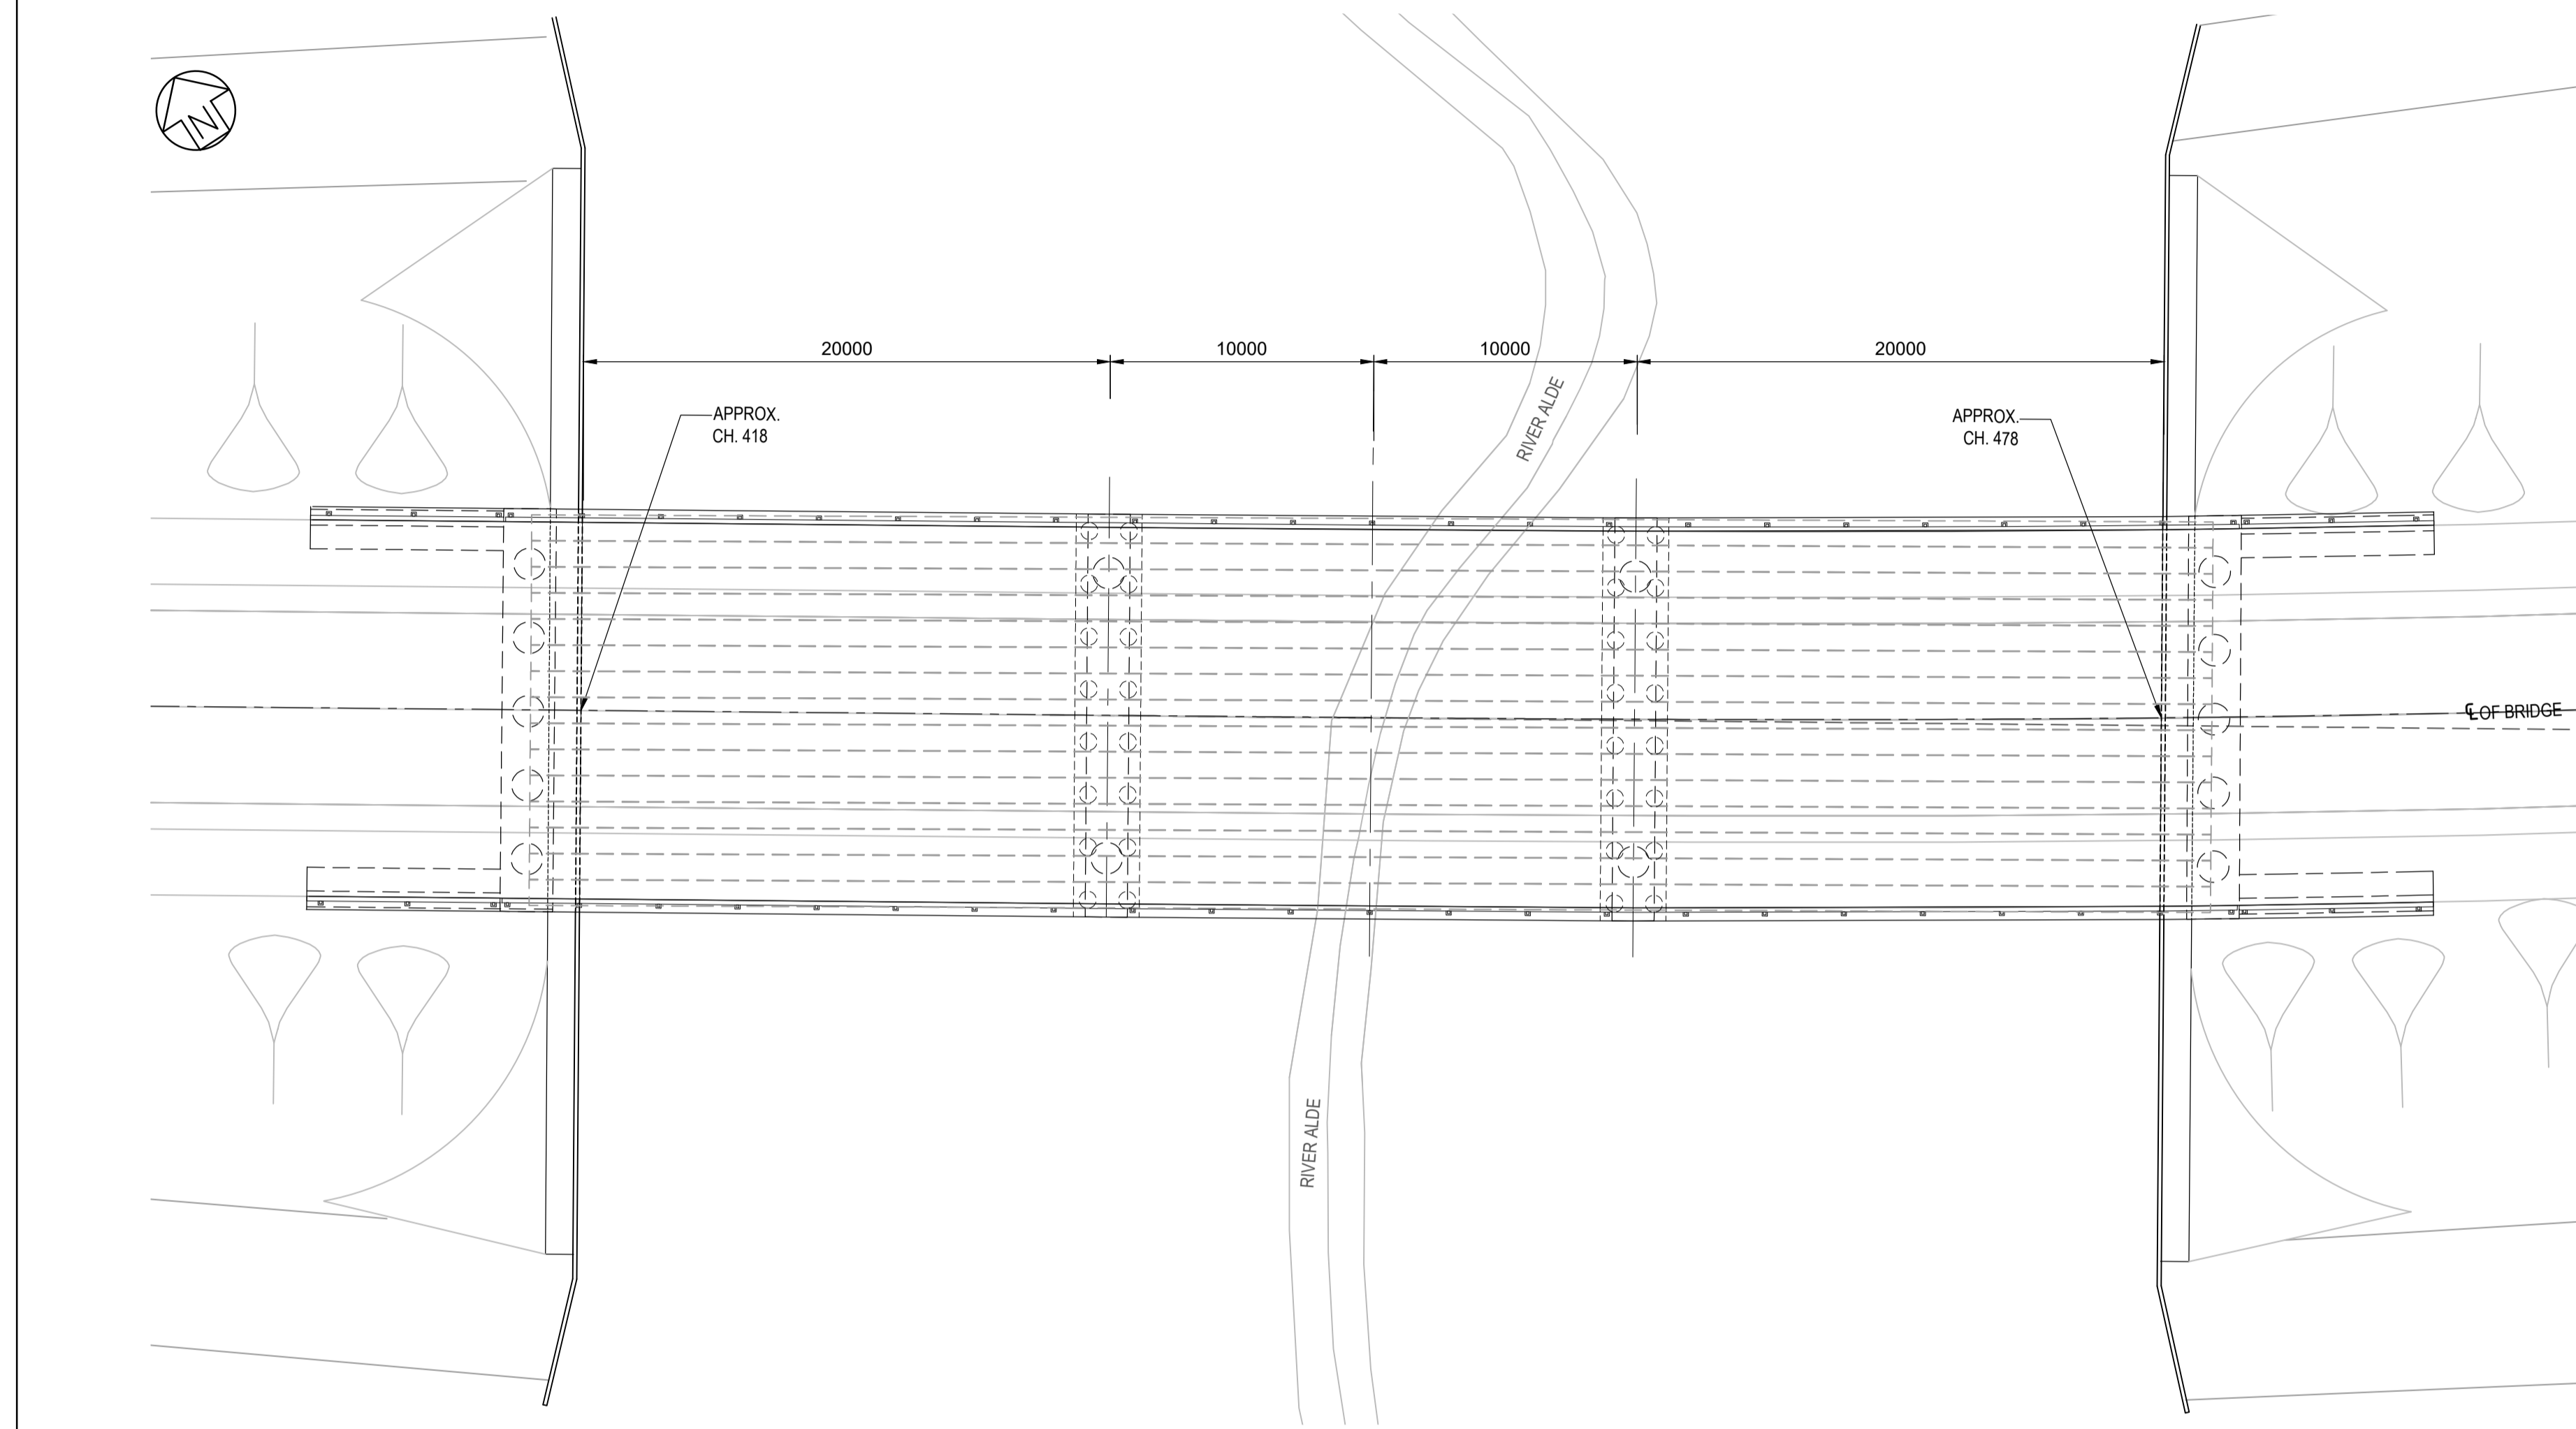 N
20000
10000
10000
20000
APPROX.
CH. 418
RIVER ALDE
APPROX.
CH. 478
℄ OF BRIDGE
RIVER ALDE